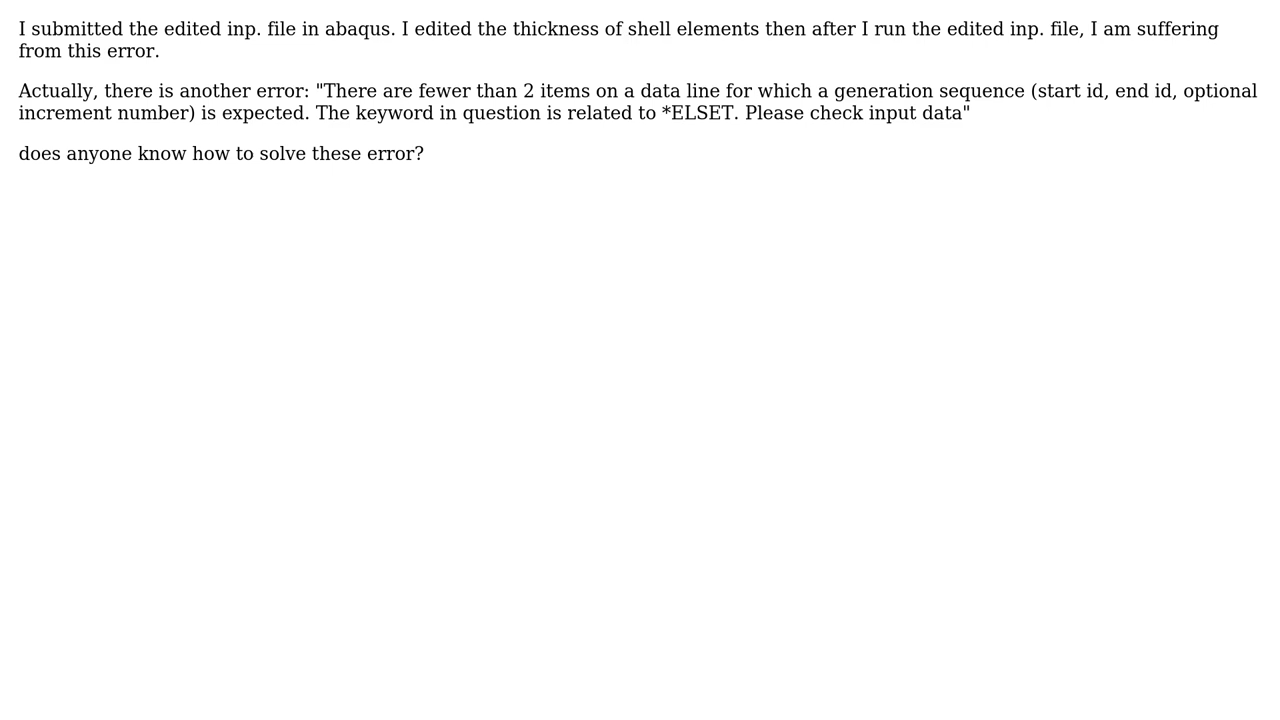 I submitted the edited inp. file in abaqus. I edited the thickness of shell elements then after I run the edited inp. file, I am suffering
from this error.
Actually, there is another error: "There are fewer than 2 items on a data line for which a generation sequence (start id, end id, optional
increment number) is expected. The keyword in question is related to *ELSET. Please check input data"
does anyone know how to solve these error?